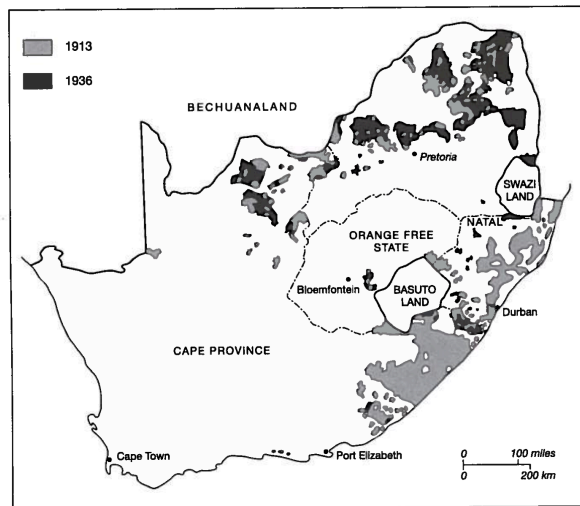 1913
1936
BECHUANALAND
Pretoria
SWAZI
LAND
NATAL
ORANGE FREE
STATE
Bloemfontein
BASUTO
LAND
Durban
CAPE PROVINCE
Cape Town
Port Elizabeth
0 100 miles
0 200 km